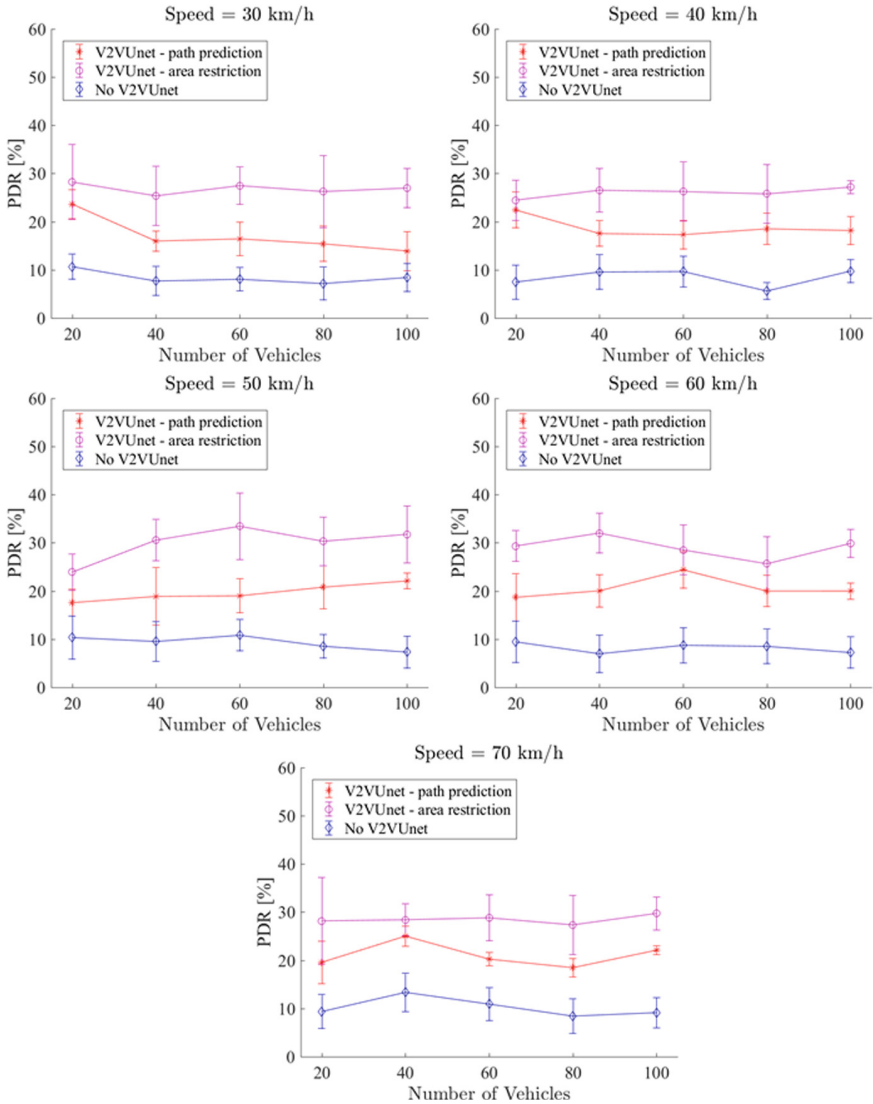 Speed = 30 km/h
60
50
40
30
20
10
0
PDR [%]
V2VUnet - path prediction
V2VUnet - area restriction
No V2VUnet
20 40 60 80 100
Number of Vehicles
Speed = 40 km/h
60
50
40
30
20
10
0
PDR [%]
V2VUnet - path prediction
V2VUnet - area restriction
No V2VUnet
20 40 60 80 100
Number of Vehicles
Speed = 50 km/h
60
50
40
30
20
10
0
PDR [%]
V2VUnet - path prediction
V2VUnet - area restriction
No V2VUnet
20 40 60 80 100
Number of Vehicles
Speed = 60 km/h
60
50
40
30
20
10
0
PDR [%]
V2VUnet - path prediction
V2VUnet - area restriction
No V2VUnet
20 40 60 80 100
Number of Vehicles
Speed = 70 km/h
60
50
40
30
20
10
0
PDR [%]
V2VUnet - path prediction
V2VUnet - area restriction
No V2VUnet
20 40 60 80 100
Number of Vehicles